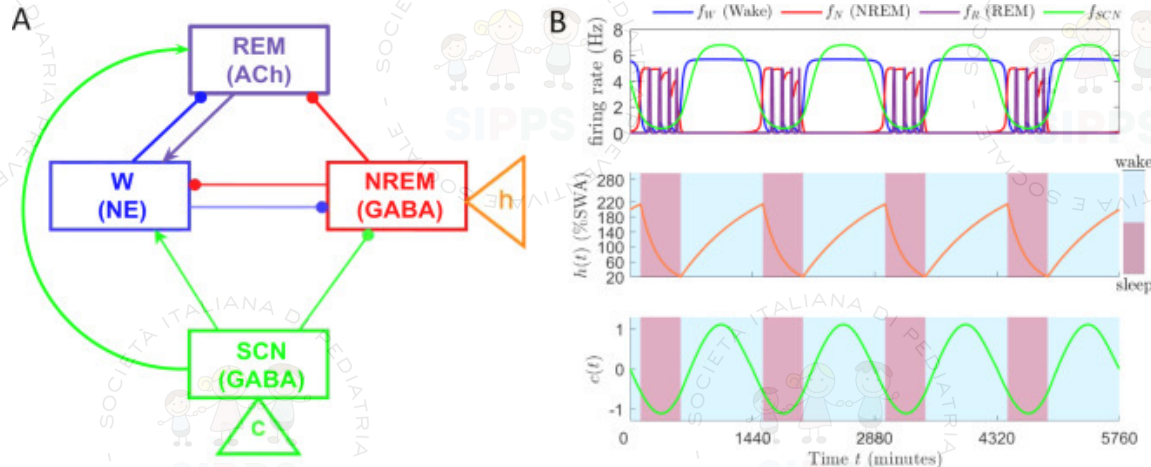 A
REM
(ACh)
W
(NE)
NREM
(GABA)
h
SCN
(GABA)
c
B
f_W (Wake) f_N (NREM) f_R (REM) f_SCN
firing rate (Hz)
8
6
4
2
0
h(t) (%SWA)
280
220
180
140
100
60
20
wake
sleep
c(t)
1
0
-1
0 1440 2880 4320 5760
Time t (minutes)
SIPPS
SOCIETÀ ITALIANA DI PEDIATRIA